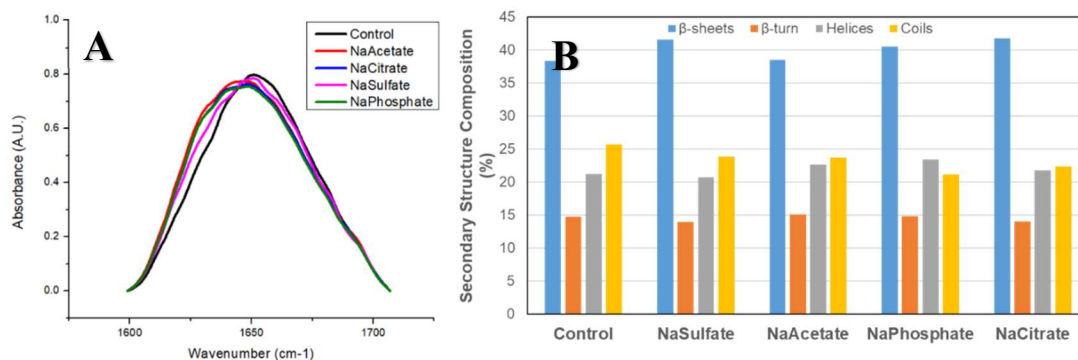 A
1.0
0.8
0.6
0.4
0.2
0.0
Absorbance (A.U.)
Control
NaAcetate
NaCitrate
NaSulfate
NaPhosphate
1600
1650
1700
Wavenumber (cm-1)
B
β-sheets
β-turn
Helices
Coils
45
40
35
30
25
20
15
10
5
0
Secondary Structure Composition
(%)
Control
NaSulfate
NaAcetate
NaPhosphate
NaCitrate